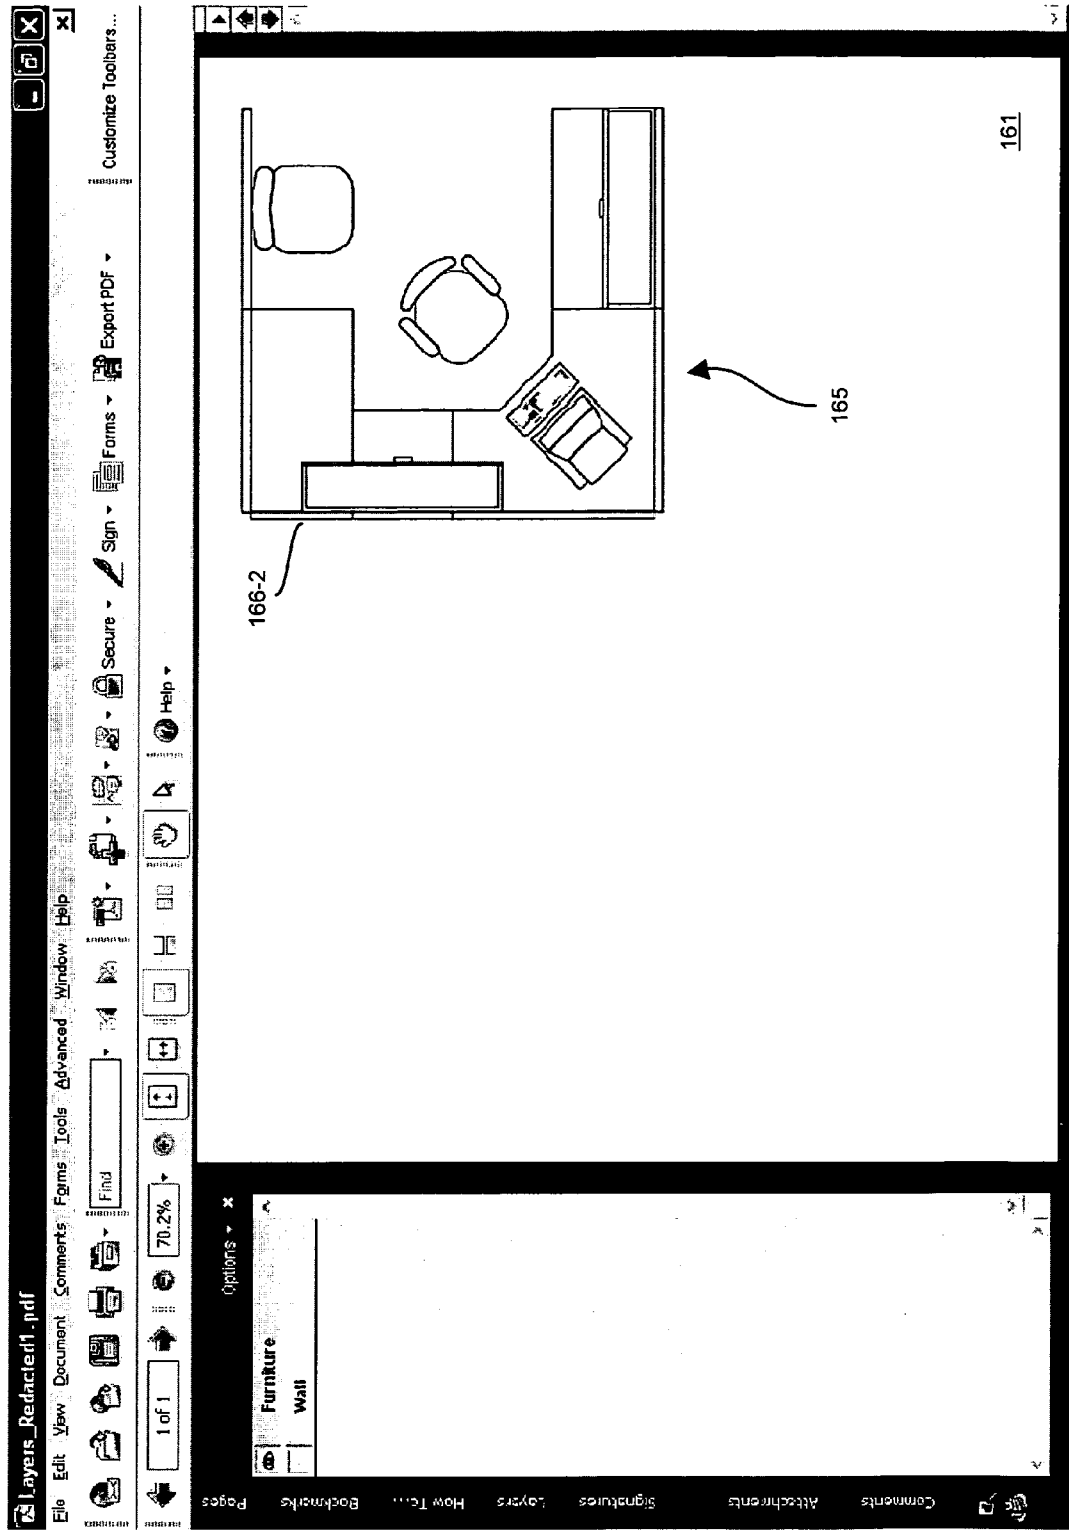 Layers_Redacted1.pdf
File Edit View Document Comments Forms Tools Advanced Window Help
Find
Secure Sign Forms Export PDF Customize Toolbars...
1 of 1 70.2% Help
Options
Furniture
Wall
Pages
Bookmarks
How To...
Layers
Signatures
Attachments
Comments
166-2
165
161